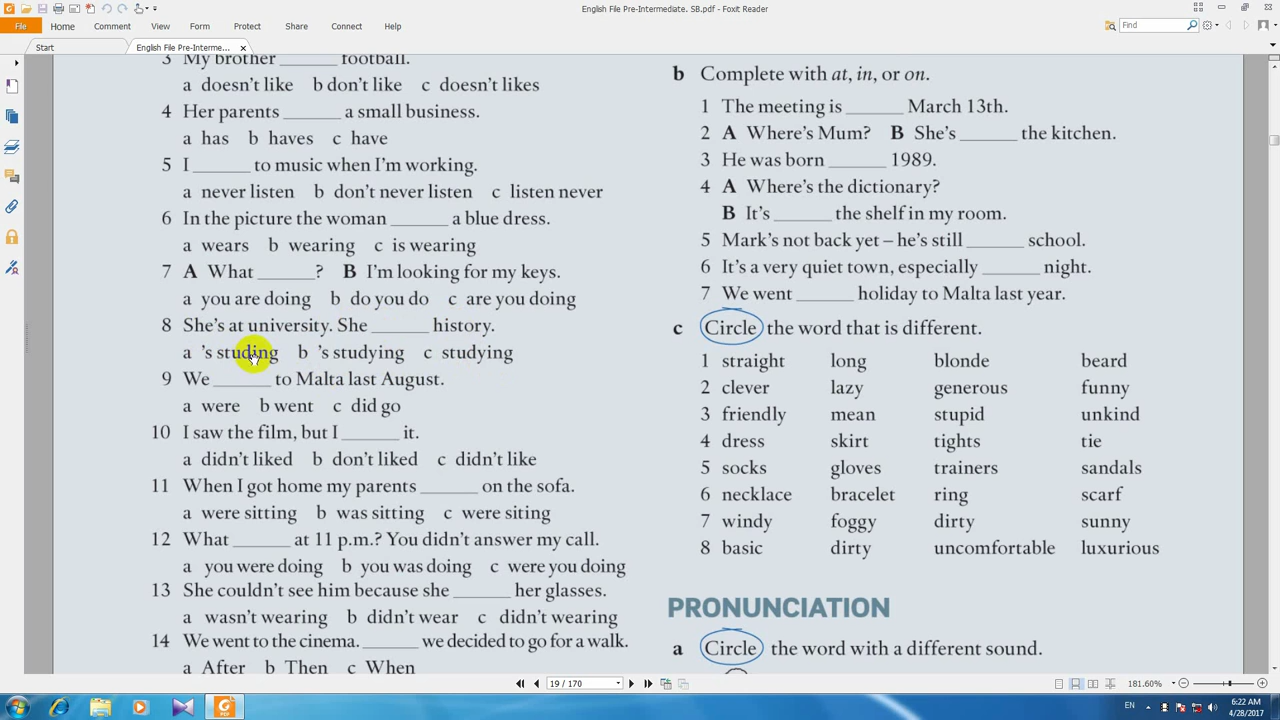 English File Pre-Intermediate. SB.pdf - Foxit Reader
File Home Comment View Form Protect Share Connect Help
Find
Start English File Pre-Interme...
3 My brother ______ football.
a doesn't like b don't like c doesn't likes
4 Her parents ______ a small business.
a has b haves c have
5 I ______ to music when I'm working.
a never listen b don't never listen c listen never
6 In the picture the woman ______ a blue dress.
a wears b wearing c is wearing
7 A What ______? B I'm looking for my keys.
a you are doing b do you do c are you doing
8 She's at university. She ______ history.
a 's studing b 's studying c studying
9 We ______ to Malta last August.
a were b went c did go
10 I saw the film, but I ______ it.
a didn't liked b don't liked c didn't like
11 When I got home my parents ______ on the sofa.
a were sitting b was sitting c were siting
12 What ______ at 11 p.m.? You didn't answer my call.
a you were doing b you was doing c were you doing
13 She couldn't see him because she ______ her glasses.
a wasn't wearing b didn't wear c didn't wearing
14 We went to the cinema. ______ we decided to go for a walk.
a After b Then c When
b Complete with at, in, or on.
1 The meeting is ______ March 13th.
2 A Where's Mum? B She's ______ the kitchen.
3 He was born ______ 1989.
4 A Where's the dictionary?
B It's ______ the shelf in my room.
5 Mark's not back yet – he's still ______ school.
6 It's a very quiet town, especially ______ night.
7 We went ______ holiday to Malta last year.
c Circle the word that is different.
1 straight long blonde beard
2 clever lazy generous funny
3 friendly mean stupid unkind
4 dress skirt tights tie
5 socks gloves trainers sandals
6 necklace bracelet ring scarf
7 windy foggy dirty sunny
8 basic dirty uncomfortable luxurious
PRONUNCIATION
a Circle the word with a different sound.
19 / 170
181.60%
EN
6:22 AM
4/28/2017